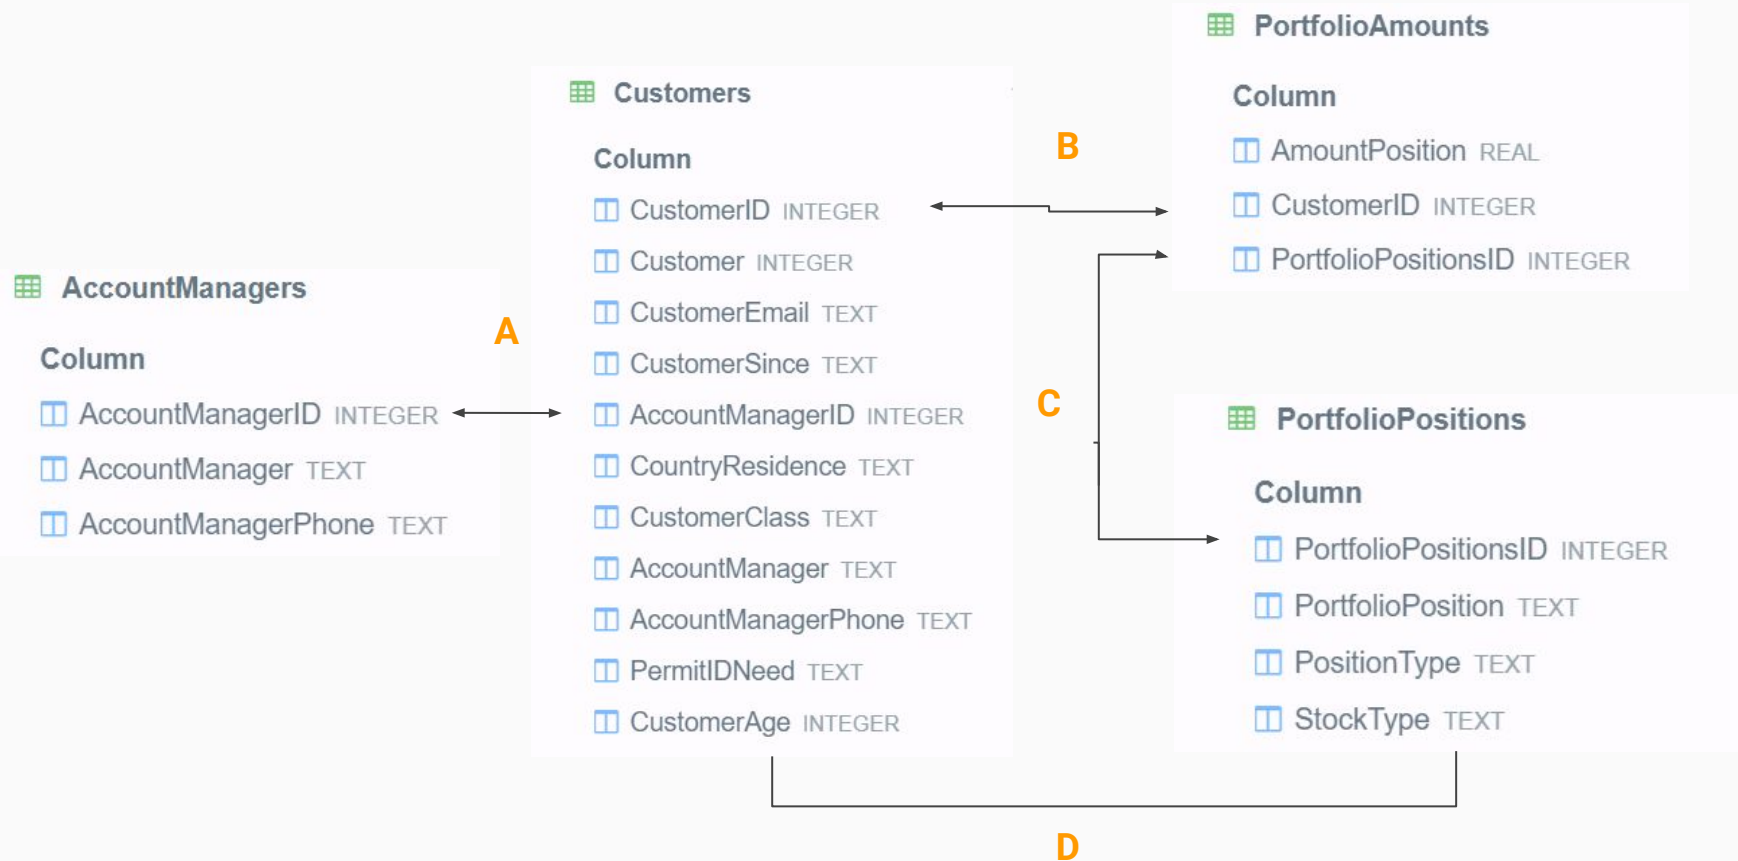 AccountManagers
Column
AccountManagerID INTEGER
AccountManager TEXT
AccountManagerPhone TEXT
A
Customers
Column
CustomerID INTEGER
Customer INTEGER
CustomerEmail TEXT
CustomerSince TEXT
AccountManagerID INTEGER
CountryResidence TEXT
CustomerClass TEXT
AccountManager TEXT
AccountManagerPhone TEXT
PermitIDNeed TEXT
CustomerAge INTEGER
B
C
D
PortfolioAmounts
Column
AmountPosition REAL
CustomerID INTEGER
PortfolioPositionsID INTEGER
PortfolioPositions
Column
PortfolioPositionsID INTEGER
PortfolioPosition TEXT
PositionType TEXT
StockType TEXT